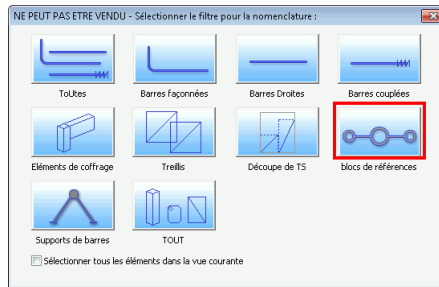 NE PEUT PAS ETRE VENDU - Sélectionner le filtre pour la nomenclature :
ToUtes
Barres façonnées
Barres Droites
Barres couplées
Eléments de coffrage
Treillis
Découpe de TS
blocs de références
Supports de barres
TOUT
Sélectionner tous les éléments dans la vue courante